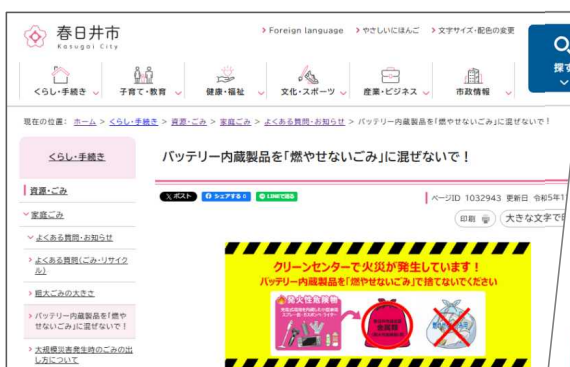 春日井市
Kasugai City
Foreign language
やさしいにほんご
文字サイズ・配色の変更
探す
くらし・手続き
子育て・教育
健康・福祉
文化・スポーツ
産業・ビジネス
市政情報
現在の位置: ホーム > くらし・手続き > 資源・ごみ > 家庭ごみ > よくある質問・お知らせ > バッテリー内蔵製品を「燃やせないごみ」に混ぜないで!
くらし・手続き
バッテリー内蔵製品を「燃やせないごみ」に混ぜないで!
資源・ごみ
ポスト
シェアする 0
LINEで送る
ページID 1032943 更新日 令和5年1
家庭ごみ
印刷
大きな文字で
よくある質問・お知らせ
よくある質問(ごみ・リサイクル)
粗大ごみの大きさ
バッテリー内蔵製品を「燃やせないごみ」に混ぜないで!
大規模災害発生時のごみの出し方について
クリーンセンターで火災が発生しています!
バッテリー内蔵製品を「燃やせないごみ」で捨てないでください
発火性危険物